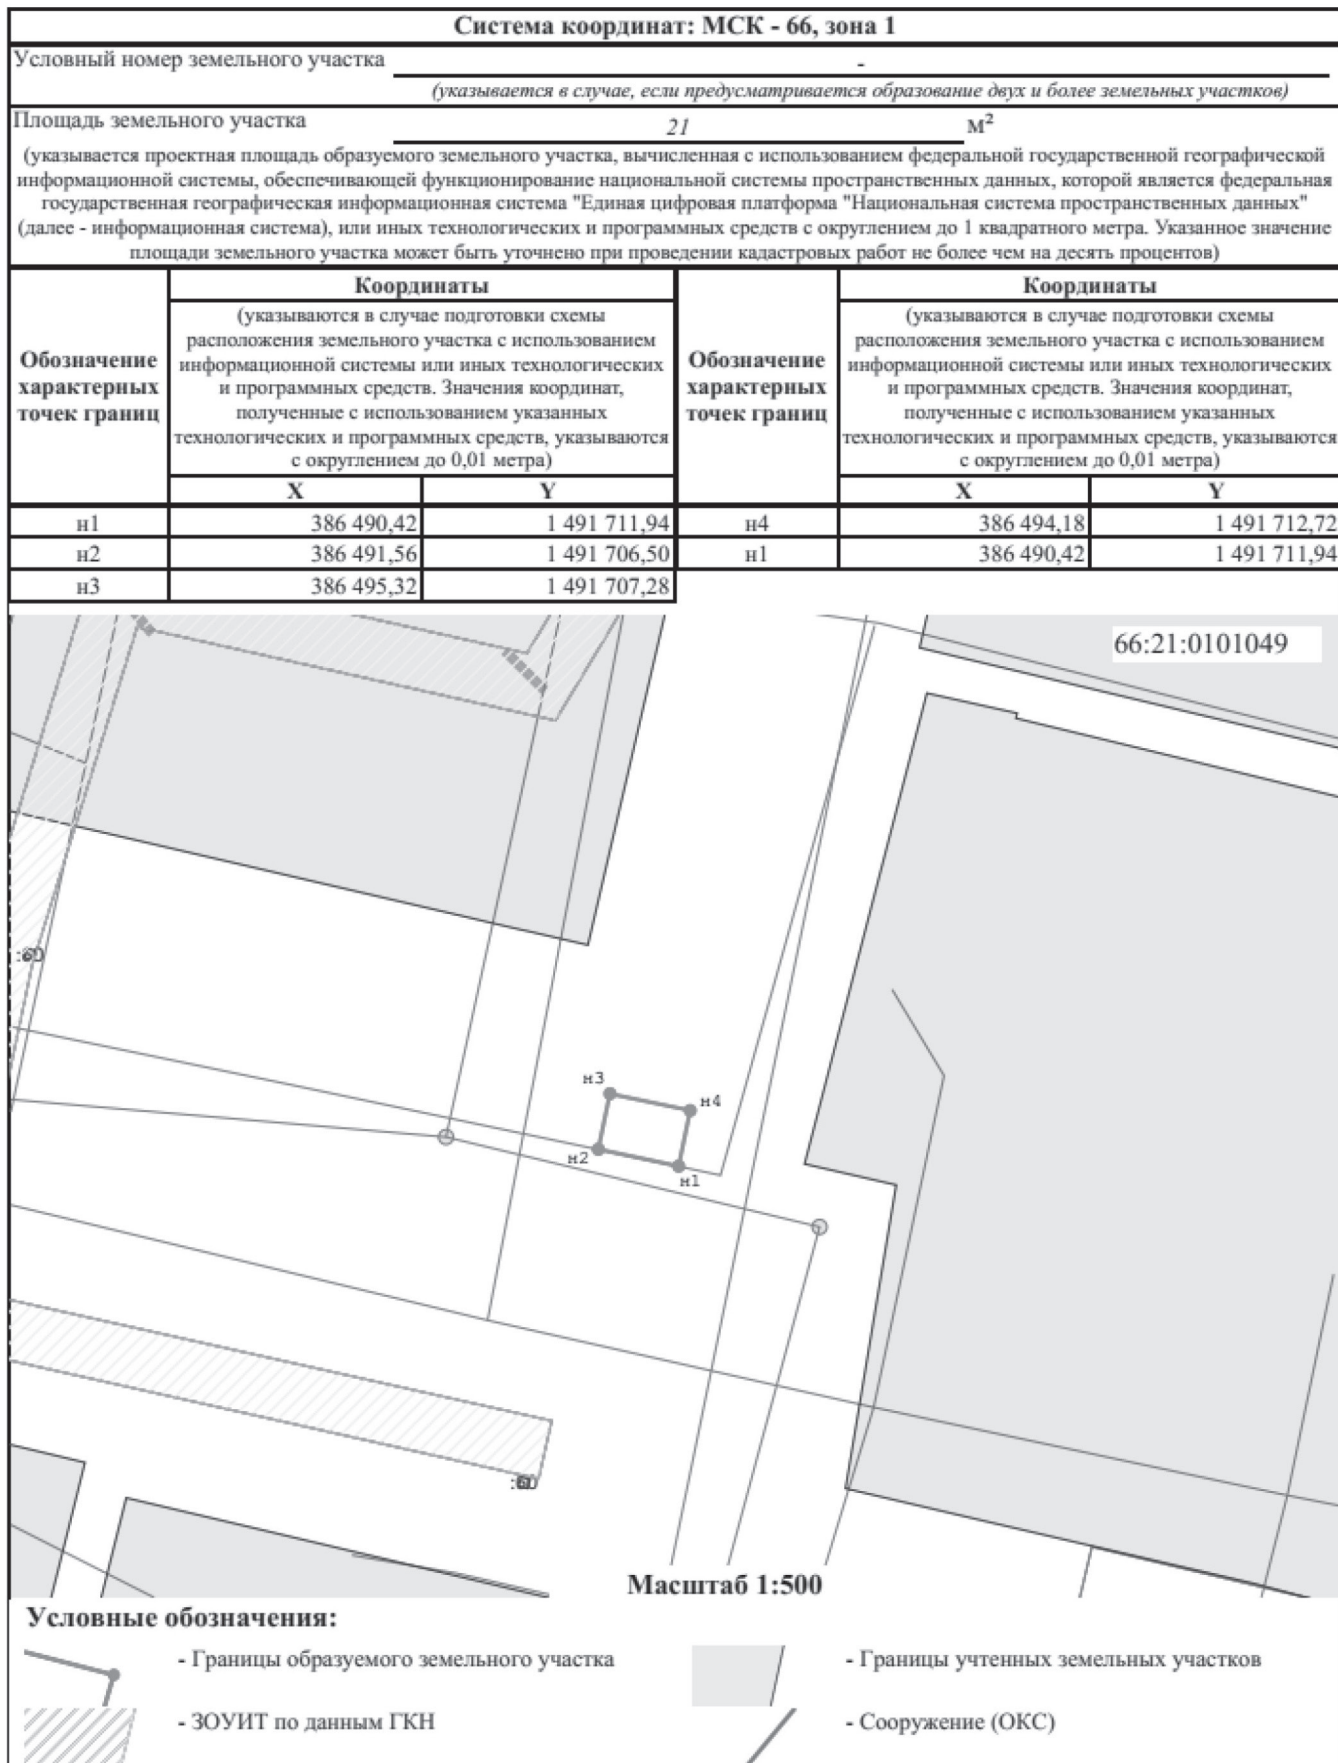 Система координат: МСК - 66, зона 1
Условный номер земельного участка -
(указывается в случае, если предусматривается образование двух и более земельных участков)
Площадь земельного участка 21 м²
(указывается проектная площадь образуемого земельного участка, вычисленная с использованием федеральной государственной географической
информационной системы, обеспечивающей функционирование национальной системы пространственных данных, которой является федеральная
государственная географическая информационная система "Единая цифровая платформа "Национальная система пространственных данных"
(далее - информационная система), или иных технологических и программных средств с округлением до 1 квадратного метра. Указанное значение
площади земельного участка может быть уточнено при проведении кадастровых работ не более чем на десять процентов)
Обозначение
характерных
точек границ
Координаты
(указываются в случае подготовки схемы
расположения земельного участка с использованием
информационной системы или иных технологических
и программных средств. Значения координат,
полученные с использованием указанных
технологических и программных средств, указываются
с округлением до 0,01 метра)
X Y
Обозначение
характерных
точек границ
Координаты
(указываются в случае подготовки схемы
расположения земельного участка с использованием
информационной системы или иных технологических
и программных средств. Значения координат,
полученные с использованием указанных
технологических и программных средств, указываются
с округлением до 0,01 метра)
X Y
н1 386 490,42 1 491 711,94 н4 386 494,18 1 491 712,72
н2 386 491,56 1 491 706,50 н1 386 490,42 1 491 711,94
н3 386 495,32 1 491 707,28
66:21:0101049
н3
н4
н2
н1
Масштаб 1:500
Условные обозначения:
- Границы образуемого земельного участка
- Границы учтенных земельных участков
- ЗОУИТ по данным ГКН
- Сооружение (ОКС)